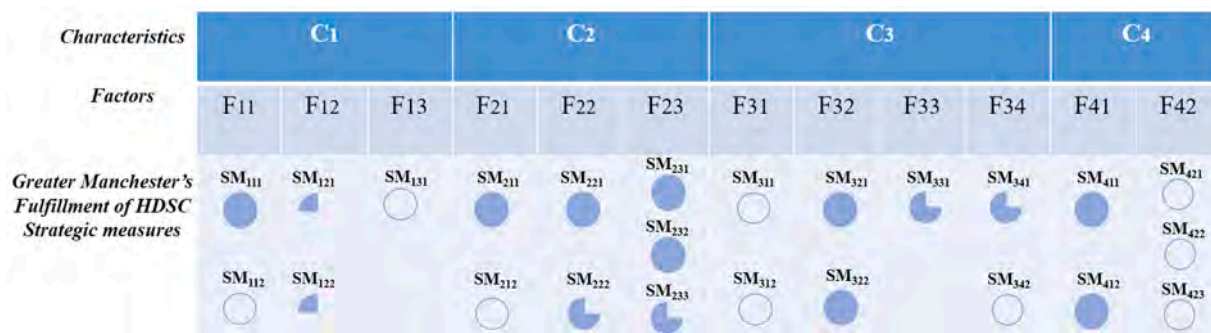 Characteristics C1 C2 C3 C4
Factors F11 F12 F13 F21 F22 F23 F31 F32 F33 F34 F41 F42
Greater Manchester's
Fulfillment of HDSC
Strategic measures
SM111 SM121 SM131 SM211 SM221 SM231 SM311 SM321 SM331 SM341 SM411 SM421
SM232 SM422
SM112 SM122 SM212 SM222 SM233 SM312 SM322 SM342 SM412 SM423